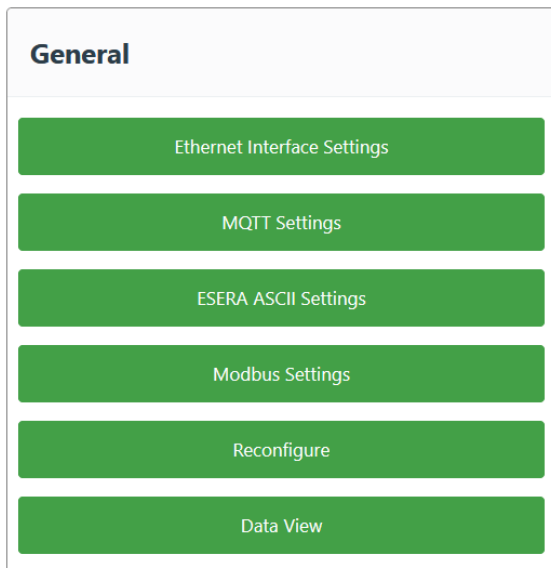 General
Ethernet Interface Settings
MQTT Settings
ESERA ASCII Settings
Modbus Settings
Reconfigure
Data View